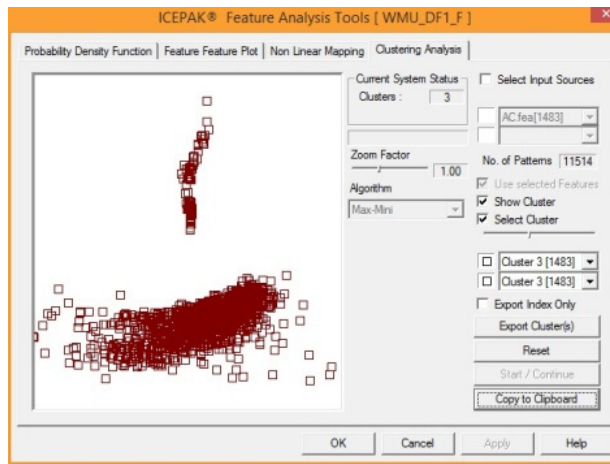 ICEPAK® Feature Analysis Tools [ WMU_DF1_F ]
Probability Density Function | Feature Feature Plot | Non Linear Mapping | Clustering Analysis
Current System Status
Clusters : 3
Zoom Factor
1.00
Algorithm
Max-Mini
Select Input Sources
AC.fea[1483]
No. of Patterns 11514
Use selected Features
Show Cluster
Select Cluster
Cluster 3 [1483]
Cluster 3 [1483]
Export Index Only
Export Cluster(s)
Reset
Start / Continue
Copy to Clipboard
OK Cancel Apply Help